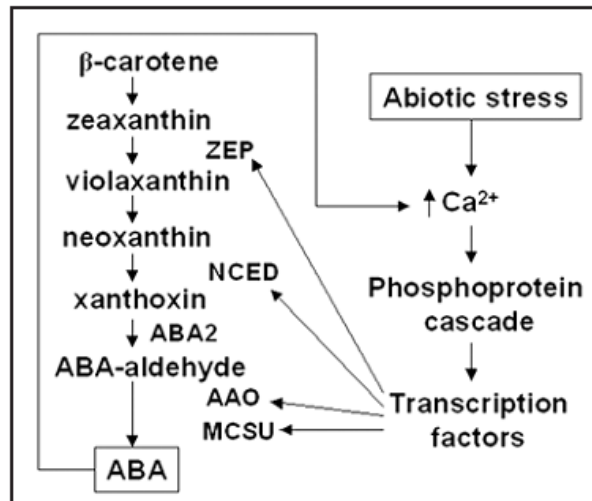 β-carotene
zeaxanthin
ZEP
violaxanthin
neoxanthin
NCED
xanthoxin
ABA2
ABA-aldehyde
AAO
MCSU
ABA
Abiotic stress
↑ Ca²⁺
Phosphoprotein
cascade
Transcription
factors